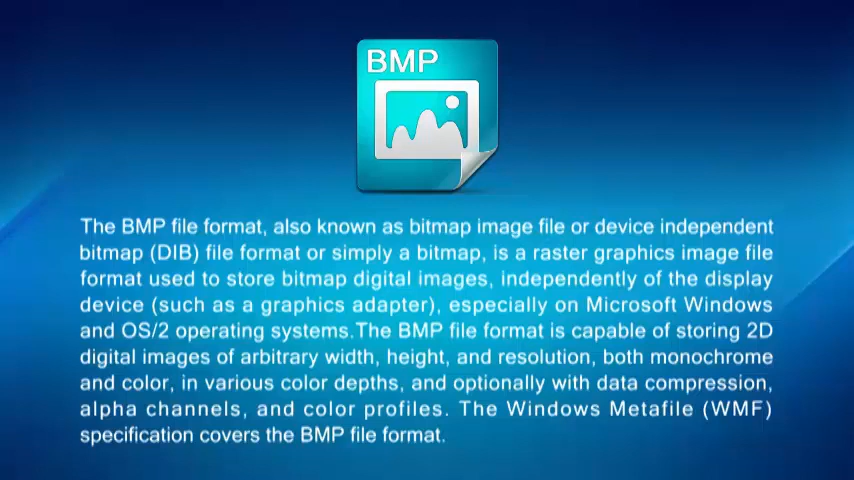 BMP
The BMP file format, also known as bitmap image file or device independent
bitmap (DIB) file format or simply a bitmap, is a raster graphics image file
format used to store bitmap digital images, independently of the display
device (such as a graphics adapter), especially on Microsoft Windows
and OS/2 operating systems.The BMP file format is capable of storing 2D
digital images of arbitrary width, height, and resolution, both monochrome
and color, in various color depths, and optionally with data compression,
alpha channels, and color profiles. The Windows Metafile (WMF)
specification covers the BMP file format.